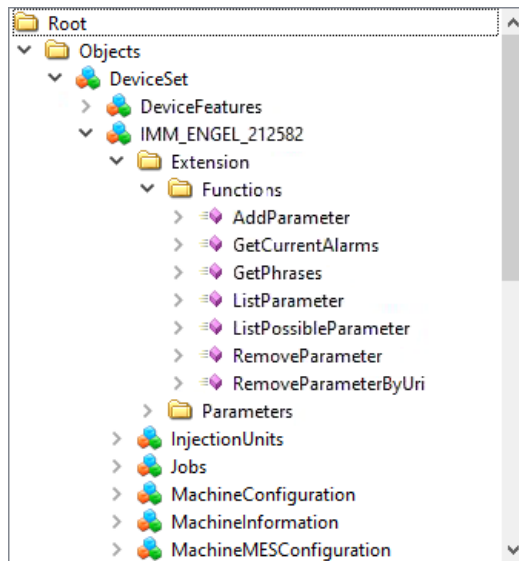 Root
Objects
DeviceSet
DeviceFeatures
IMM_ENGEL_212582
Extension
Functions
AddParameter
GetCurrentAlarms
GetPhrases
ListParameter
ListPossibleParameter
RemoveParameter
RemoveParameterByUri
Parameters
InjectionUnits
Jobs
MachineConfiguration
MachineInformation
MachineMESConfiguration